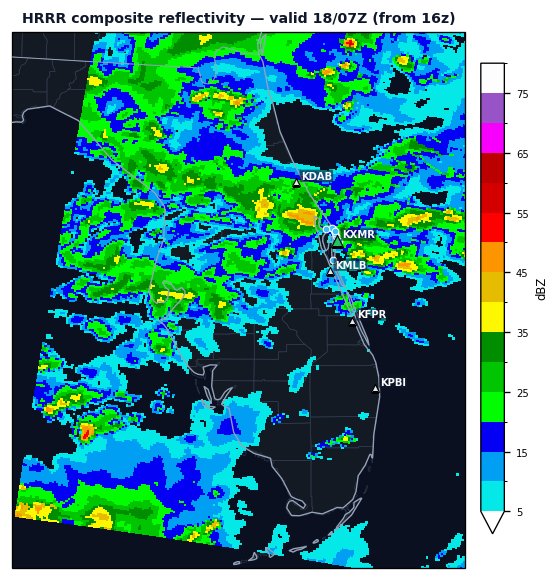 HRRR composite reflectivity — valid 18/07Z (from 16z)
KDAB
KXMR
KMLB
KFPR
KPBI
75
65
55
45
35
25
15
5
dBZ